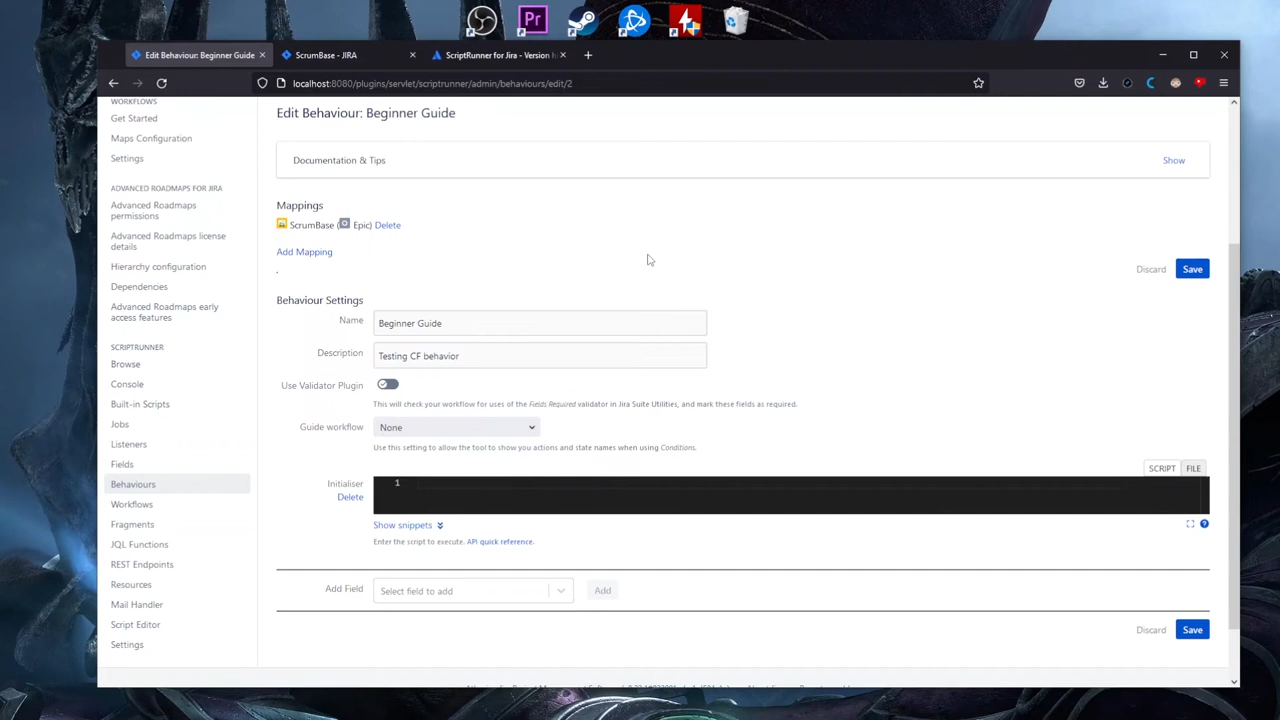 Pr
Edit Behaviour: Beginner Guide
ScrumBase - JIRA
ScriptRunner for Jira - Version h
localhost:8080/plugins/servlet/scriptrunner/admin/behaviours/edit/2
WORKFLOWS
Get Started
Maps Configuration
Settings
ADVANCED ROADMAPS FOR JIRA
Advanced Roadmaps
permissions
Advanced Roadmaps license
details
Hierarchy configuration
Dependencies
Advanced Roadmaps early
access features
SCRIPTRUNNER
Browse
Console
Built-in Scripts
Jobs
Listeners
Fields
Behaviours
Workflows
Fragments
JQL Functions
REST Endpoints
Resources
Mail Handler
Script Editor
Settings
Edit Behaviour: Beginner Guide
Documentation & Tips
Show
Mappings
ScrumBase ( Epic) Delete
Add Mapping
.
Discard
Save
Behaviour Settings
Name
Beginner Guide
Description
Testing CF behavior
Use Validator Plugin
This will check your workflow for uses of the Fields Required validator in Jira Suite Utilities, and mark these fields as required.
Guide workflow
None
Use this setting to allow the tool to show you actions and state names when using Conditions.
SCRIPT
FILE
Initialiser
Delete
1
Show snippets
Enter the script to execute. API quick reference.
Add Field
Select field to add
Add
Discard
Save